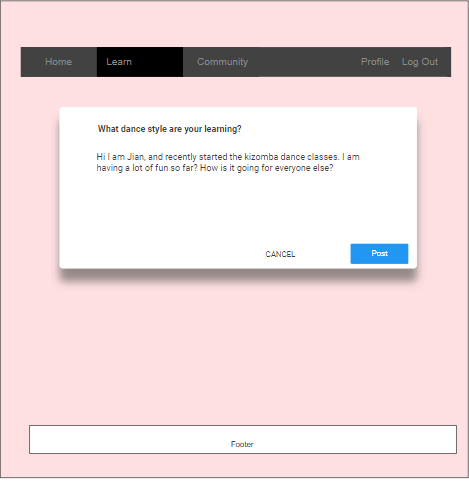 Home Learn Community Profile Log Out
What dance style are your learning?
Hi I am Jian, and recently started the kizomba dance classes. I am
having a lot of fun so far? How is it going for everyone else?
CANCEL Post
Footer